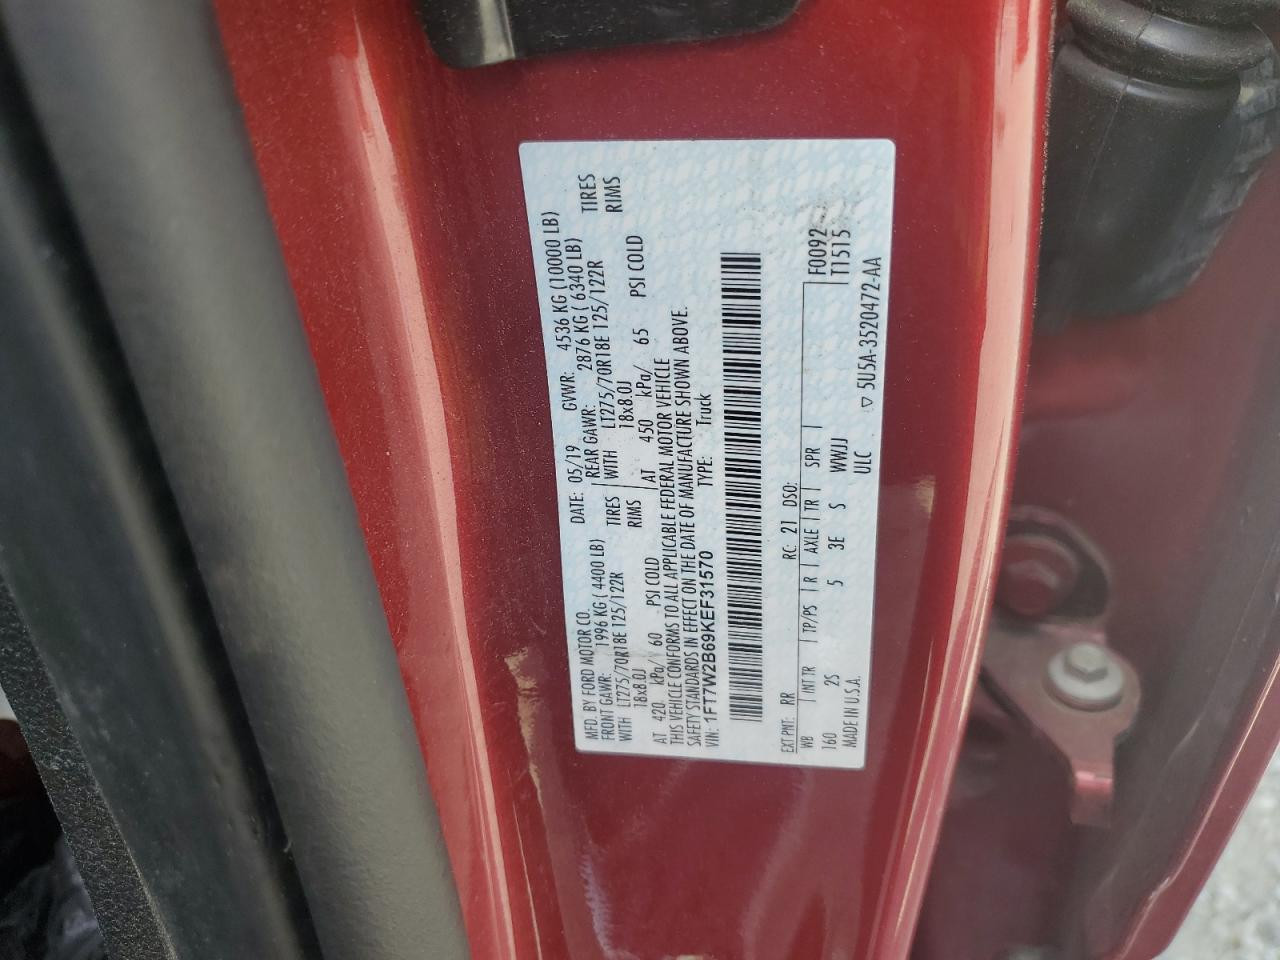 MFD. BY FORD MOTOR CO.
DATE: 05/19 GVWR: 4536 KG (10000 LB)
FRONT GAWR: 1996 KG ( 4400 LB) REAR GAWR: 2876 KG ( 6340 LB)
WITH LT275/70R18E 125/122R TIRES WITH LT275/70R18E 125/122R TIRES
18x8.0J RIMS 18x8.0J RIMS
AT 420 kPa/ 60 PSI COLD AT 450 kPa/ 65 PSI COLD
THIS VEHICLE CONFORMS TO ALL APPLICABLE FEDERAL MOTOR VEHICLE
SAFETY STANDARDS IN EFFECT ON THE DATE OF MANUFACTURE SHOWN ABOVE.
VIN: 1FT7W2B69KEF31570 TYPE: Truck
EXT PNT: RR RC: 21 DSO: F0092
WB INT TR TP/PS R AXLE TR SPR T1515
160 2S 5 3E S WWJJ
MADE IN U.S.A. ULC 5U5A-3520472-AA